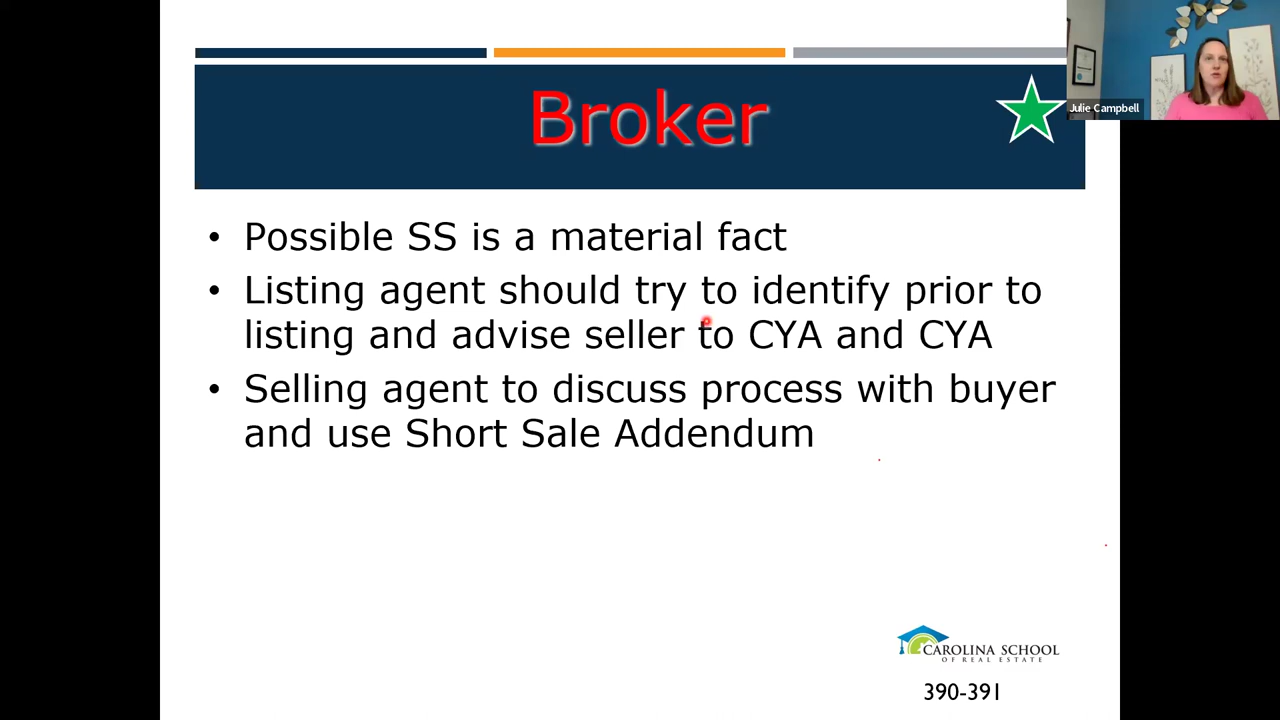 Broker
Julie Campbell
• Possible SS is a material fact
• Listing agent should try to identify prior to
listing and advise seller to CYA and CYA
• Selling agent to discuss process with buyer
and use Short Sale Addendum
CAROLINA SCHOOL
OF REAL ESTATE
390-391